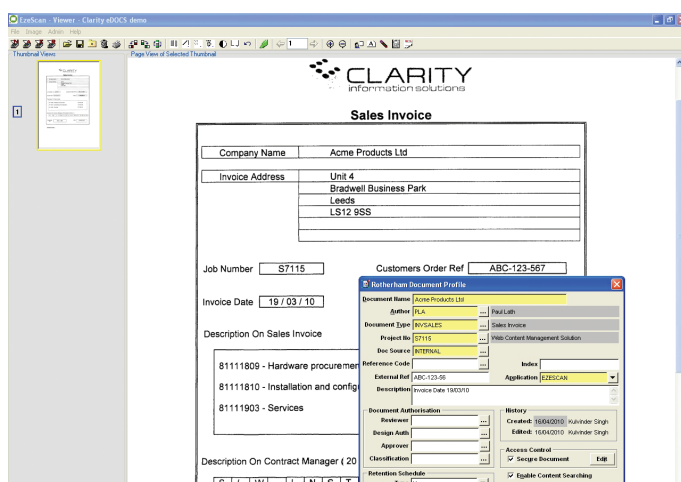 EzeScan - Viewer - Clarity eDOCS demo
File Image Admin Help
Thumbnail Views
Page View of Selected Thumbnail
1
1
CLARITY
information solutions
Sales Invoice
Company Name Acme Products Ltd
Invoice Address Unit 4
Bradwell Business Park
Leeds
LS12 9SS
Job Number S7115 Customers Order Ref ABC-123-567
Invoice Date 19 / 03 / 10
Description On Sales Invoice
81111809 - Hardware procuremen
81111810 - Installation and config
81111903 - Services
Description On Contract Manager ( 20
Rotherham Document Profile
Document Name Acme Products Ltd
Author PLA ... Paul Lath
Document Type INVSALES ... Sales Invoice
Project No S7115 ... Web Content Management Solution
Doc Source INTERNAL ...
Reference Code ... Index
External Ref ABC-123-56 Application EZESCAN
Description Invoice Date 19/03/10
Document Authorisation
Reviewer ...
Design Auth ...
Approver ...
Classification ...
History
Created: 16/04/2010 Kulvinder Singh
Edited: 16/04/2010 Kulvinder Singh
Access Control
Secure Document Edit
Retention Schedule
Enable Content Searching